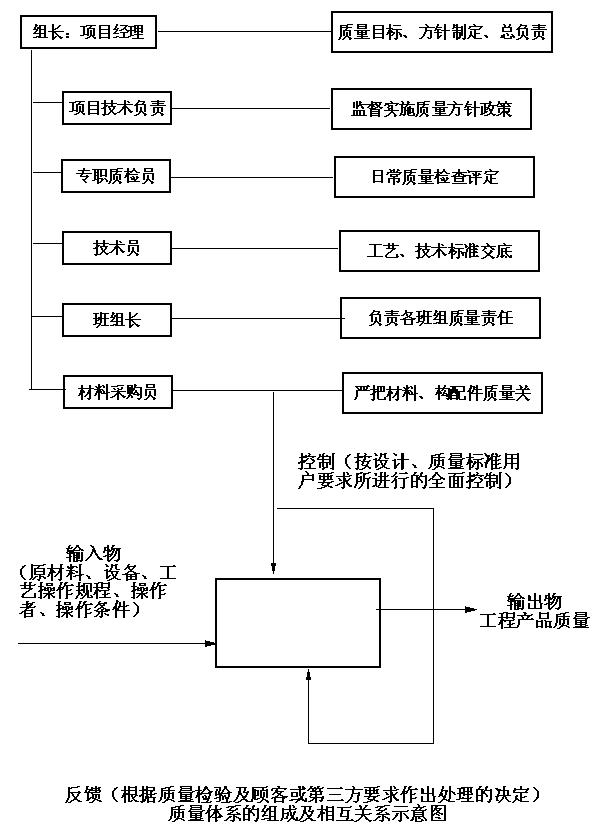 组长：项目经理
质量目标、方针制定、总负责
项目技术负责
监督实施质量方针政策
专职质检员
日常质量检查评定
技术员
工艺、技术标准交底
班组长
负责各班组质量责任
材料采购员
严把材料、构配件质量关
控制（按设计、质量标准用
户要求所进行的全面控制）
输入物
（原材料、设备、工
艺操作规程、操作
者、操作条件）
输出物
工程产品质量
反馈（根据质量检验及顾客或第三方要求作出处理的决定）
质量体系的组成及相互关系示意图